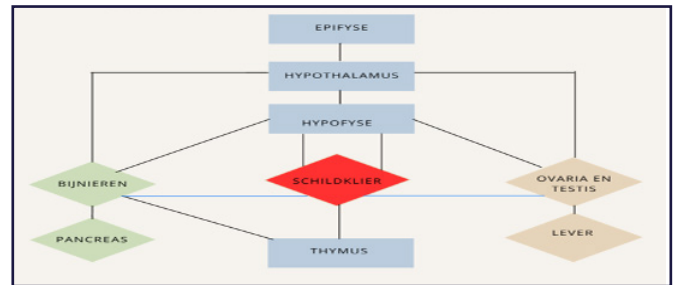 EPIFYSE
HYPOTHALAMUS
HYPOFYSE
BIJNIEREN
SCHILDKLIER
OVARIA EN
TESTIS
PANCREAS
THYMUS
LEVER